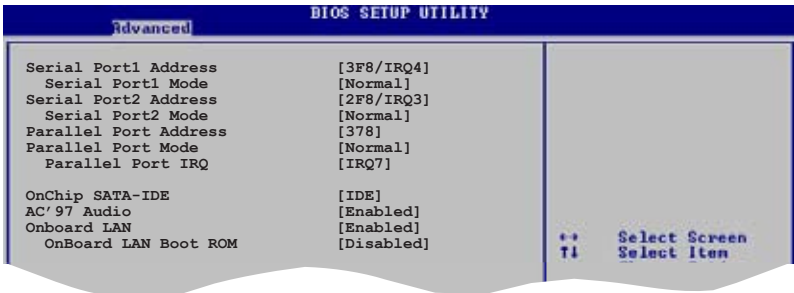 BIOS SETUP UTILITY
Advanced
Serial Port1 Address [3F8/IRQ4]
Serial Port1 Mode [Normal]
Serial Port2 Address [2F8/IRQ3]
Serial Port2 Mode [Normal]
Parallel Port Address [378]
Parallel Port Mode [Normal]
Parallel Port IRQ [IRQ7]
OnChip SATA-IDE [IDE]
AC'97 Audio [Enabled]
Onboard LAN [Enabled]
OnBoard LAN Boot ROM [Disabled]
↔ Select Screen
↑↓ Select Item